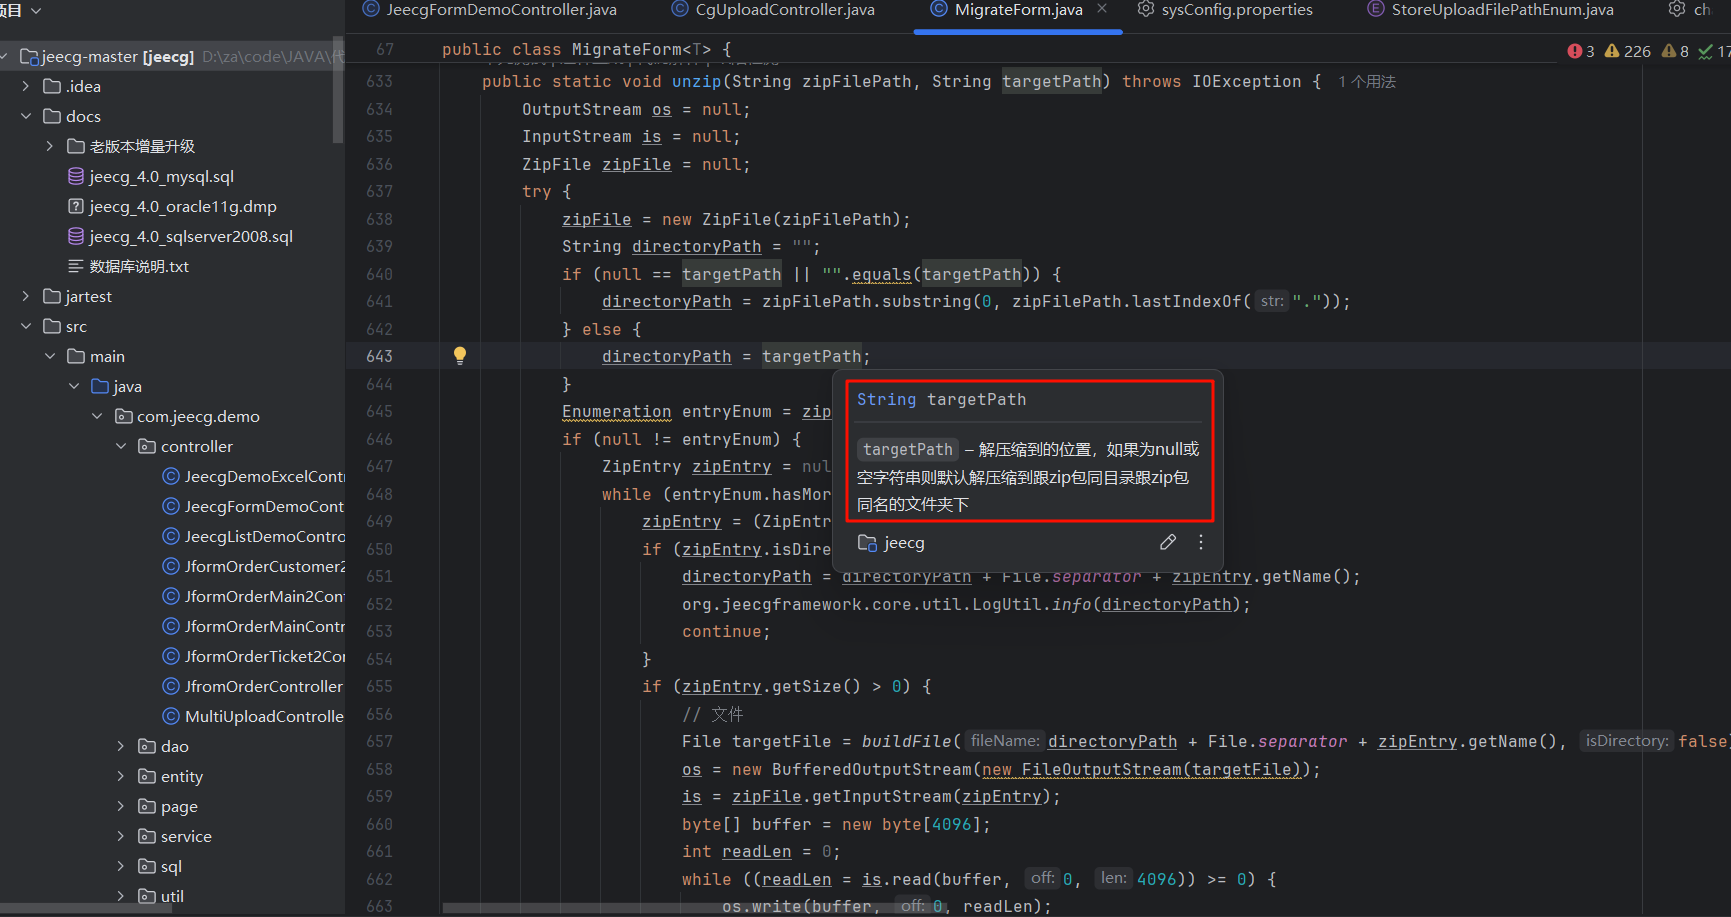 项目
JeecgFormDemoController.java
CgUploadController.java
MigrateForm.java
sysConfig.properties
StoreUploadFilePathEnum.java
jeecg-master [jeecg] D:\za\code\JAVA\
.idea
docs
老版本增量升级
jeecg_4.0_mysql.sql
jeecg_4.0_oracle11g.dmp
jeecg_4.0_sqlserver2008.sql
数据库说明.txt
jartest
src
main
java
com.jeecg.demo
controller
JeecgDemoExcelContr
JeecgFormDemoCont
JeecgListDemoContro
JformOrderCustomer2
JformOrderMain2Cont
JformOrderMainContr
JformOrderTicket2Cor
JfromOrderController
MultiUploadControlle
dao
entity
page
service
sql
util
3 226 8 17
67 public class MigrateForm<T> {
633 public static void unzip(String zipFilePath, String targetPath) throws IOException { 1 个用法
634 OutputStream os = null;
635 InputStream is = null;
636 ZipFile zipFile = null;
637 try {
638 zipFile = new ZipFile(zipFilePath);
639 String directoryPath = "";
640 if (null == targetPath || "".equals(targetPath)) {
641 directoryPath = zipFilePath.substring(0, zipFilePath.lastIndexOf( str: "."));
642 } else {
643 directoryPath = targetPath;
644 }
645 Enumeration entryEnum = zip
646 if (null != entryEnum) {
647 ZipEntry zipEntry = nul
648 while (entryEnum.hasMor
649 zipEntry = (ZipEntr
650 if (zipEntry.isDire
651 directoryPath = directoryPath + File.separator + zipEntry.getName();
652 org.jeecgframework.core.util.LogUtil.info(directoryPath);
653 continue;
654 }
655 if (zipEntry.getSize() > 0) {
656 // 文件
657 File targetFile = buildFile( fileName: directoryPath + File.separator + zipEntry.getName(), isDirectory: false)
658 os = new BufferedOutputStream(new FileOutputStream(targetFile));
659 is = zipFile.getInputStream(zipEntry);
660 byte[] buffer = new byte[4096];
661 int readLen = 0;
662 while ((readLen = is.read(buffer, off: 0, len: 4096)) >= 0) {
663 os.write(buffer, off: 0, readLen);
String targetPath
targetPath – 解压缩到的位置，如果为null或
空字符串则默认解压缩到跟zip包同目录跟zip包
同名的文件夹下
jeecg